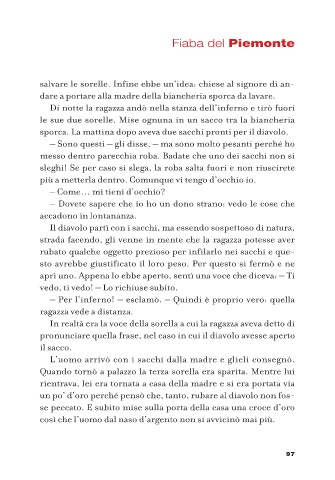 Fiaba del Piemonte
salvare le sorelle. Infine ebbe un'idea: chiese al signore di an-
dare a portare alla madre della biancheria sporca da lavare.
Di notte la ragazza andò nella stanza dell'inferno e tirò fuori
le sue due sorelle. Mise ognuna in un sacco tra la biancheria
sporca. La mattina dopo aveva due sacchi pronti per il diavolo.
– Sono questi – gli disse, – ma sono molto pesanti perché ho
messo dentro parecchia roba. Badate che uno dei sacchi non si
sleghi! Se per caso si slega, la roba salta fuori e non riuscirete
più a metterla dentro. Comunque vi tengo d'occhio io.
– Come… mi tieni d'occhio?
– Dovete sapere che io ho un dono strano: vedo le cose che
accadono in lontananza.
Il diavolo partì con i sacchi, ma essendo sospettoso di natura,
strada facendo, gli venne in mente che la ragazza potesse aver
rubato qualche oggetto prezioso per infilarlo nei sacchi e que-
sto avrebbe giustificato il loro peso. Per questo si fermò e ne
aprì uno. Appena lo ebbe aperto, sentì una voce che diceva: – Ti
vedo, ti vedo! – Lo richiuse subito.
– Per l'inferno! – esclamò. – Quindi è proprio vero: quella
ragazza vede a distanza.
In realtà era la voce della sorella a cui la ragazza aveva detto di
pronunciare quella frase, nel caso in cui il diavolo avesse aperto
il sacco.
L'uomo arrivò con i sacchi dalla madre e glieli consegnò.
Quando tornò a palazzo la terza sorella era sparita. Mentre lui
rientrava, lei era tornata a casa della madre e si era portata via
un po' d'oro perché pensò che, tanto, rubare al diavolo non fos-
se peccato. E subito mise sulla porta della casa una croce d'oro
così che l'uomo dal naso d'argento non si avvicinò mai più.
97